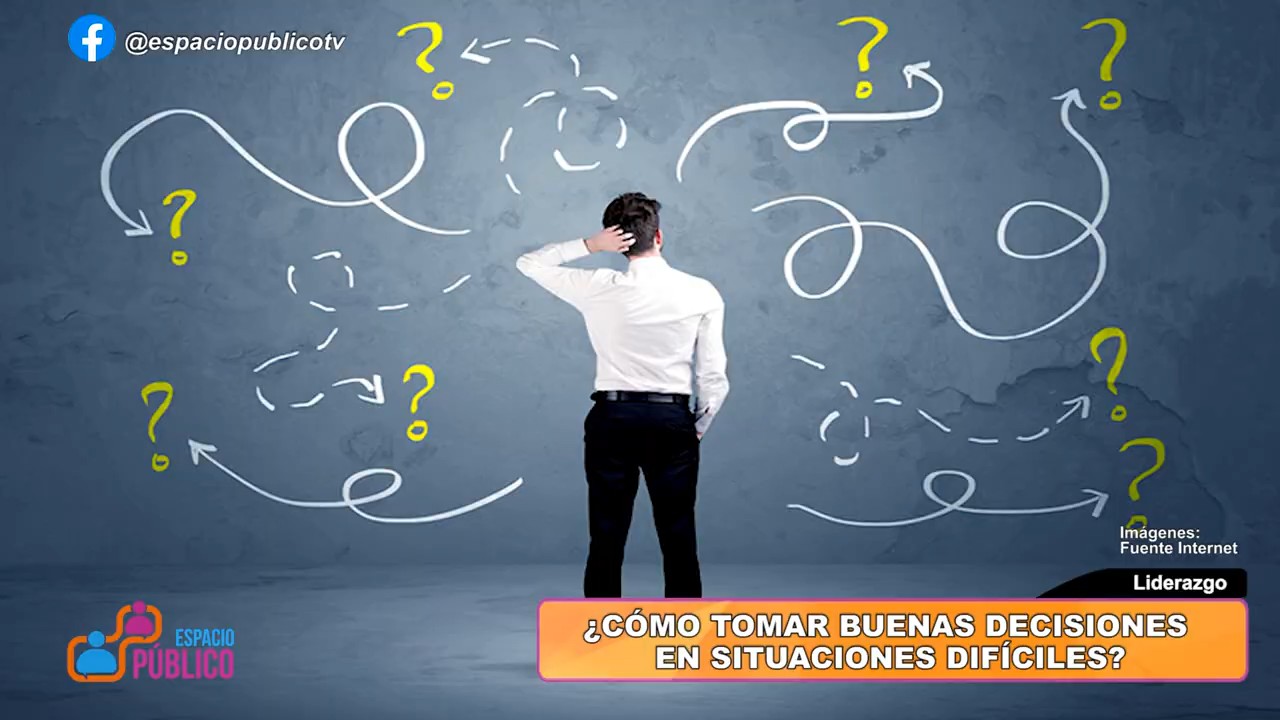 @espaciopublicotv
? ? ?
?
?
? ?
?
Imágenes:
Fuente Internet
Liderazgo
¿CÓMO TOMAR BUENAS DECISIONES
EN SITUACIONES DIFÍCILES?
ESPACIO
PÚBLICO